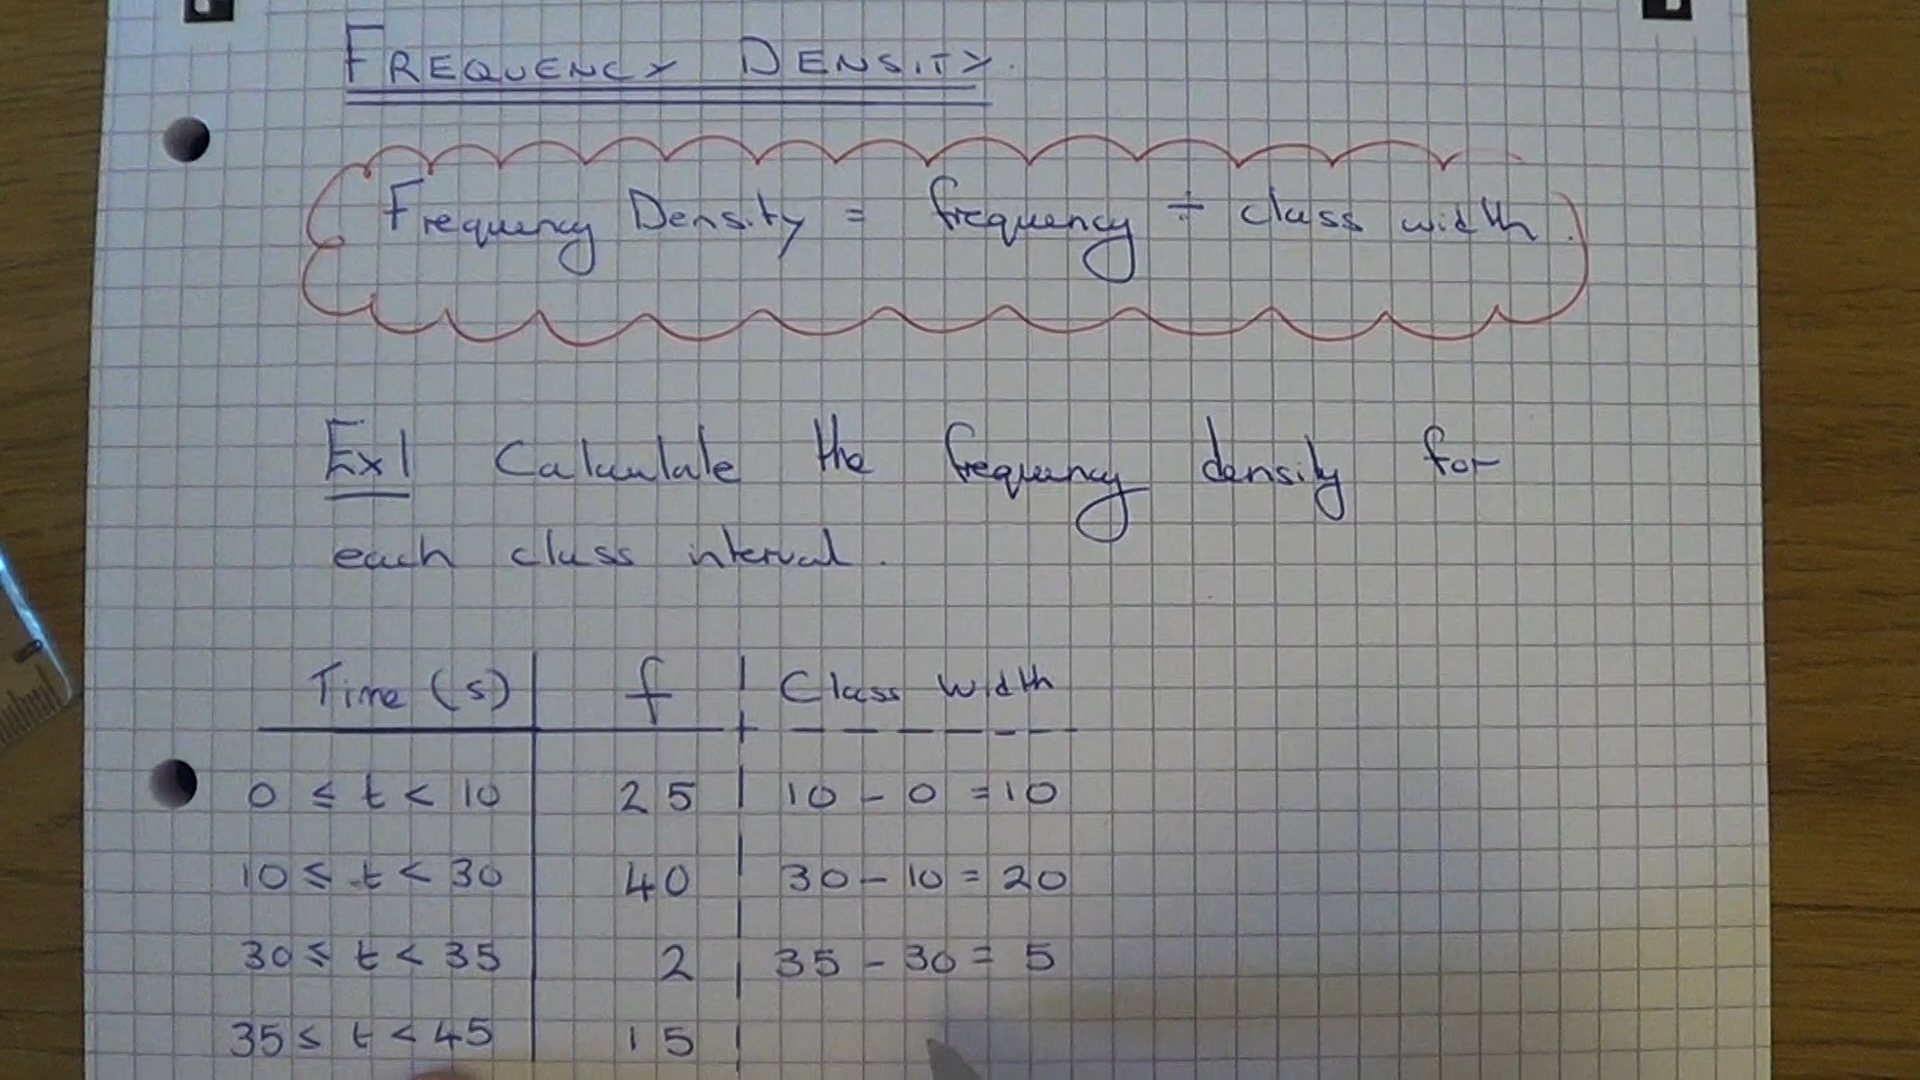 FREQUENCY DENSITY.
Frequency Density = frequency ÷ class width.
Ex1 Calculate the frequency density for
each class interval.
Time (s) f Class width
0 ≤ t < 10 25 10 - 0 = 10
10 ≤ t < 30 40 30 - 10 = 20
30 ≤ t < 35 2 35 - 30 = 5
35 ≤ t < 45 15